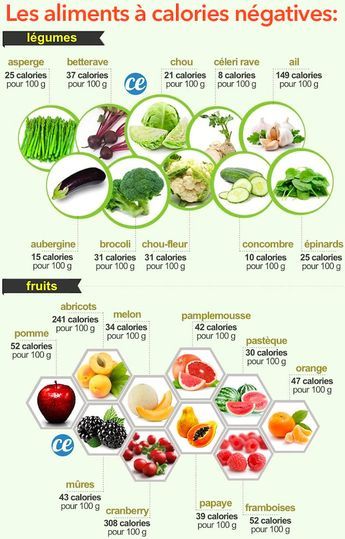 Les aliments à calories négatives:
légumes
asperge
25 calories
pour 100 g
betterave
37 calories
pour 100 g
ce
chou
21 calories
pour 100 g
céleri rave
8 calories
pour 100 g
ail
149 calories
pour 100 g
aubergine
15 calories
pour 100 g
brocoli
31 calories
pour 100 g
chou-fleur
31 calories
pour 100 g
concombre
10 calories
pour 100 g
épinards
25 calories
pour 100 g
fruits
pomme
52 calories
pour 100 g
abricots
241 calories
pour 100 g
melon
34 calories
pour 100 g
pamplemousse
42 calories
pour 100 g
pastèque
30 calories
pour 100 g
orange
47 calories
pour 100 g
ce
mûres
43 calories
pour 100 g
cranberry
308 calories
pour 100 g
papaye
39 calories
pour 100 g
framboises
52 calories
pour 100 g